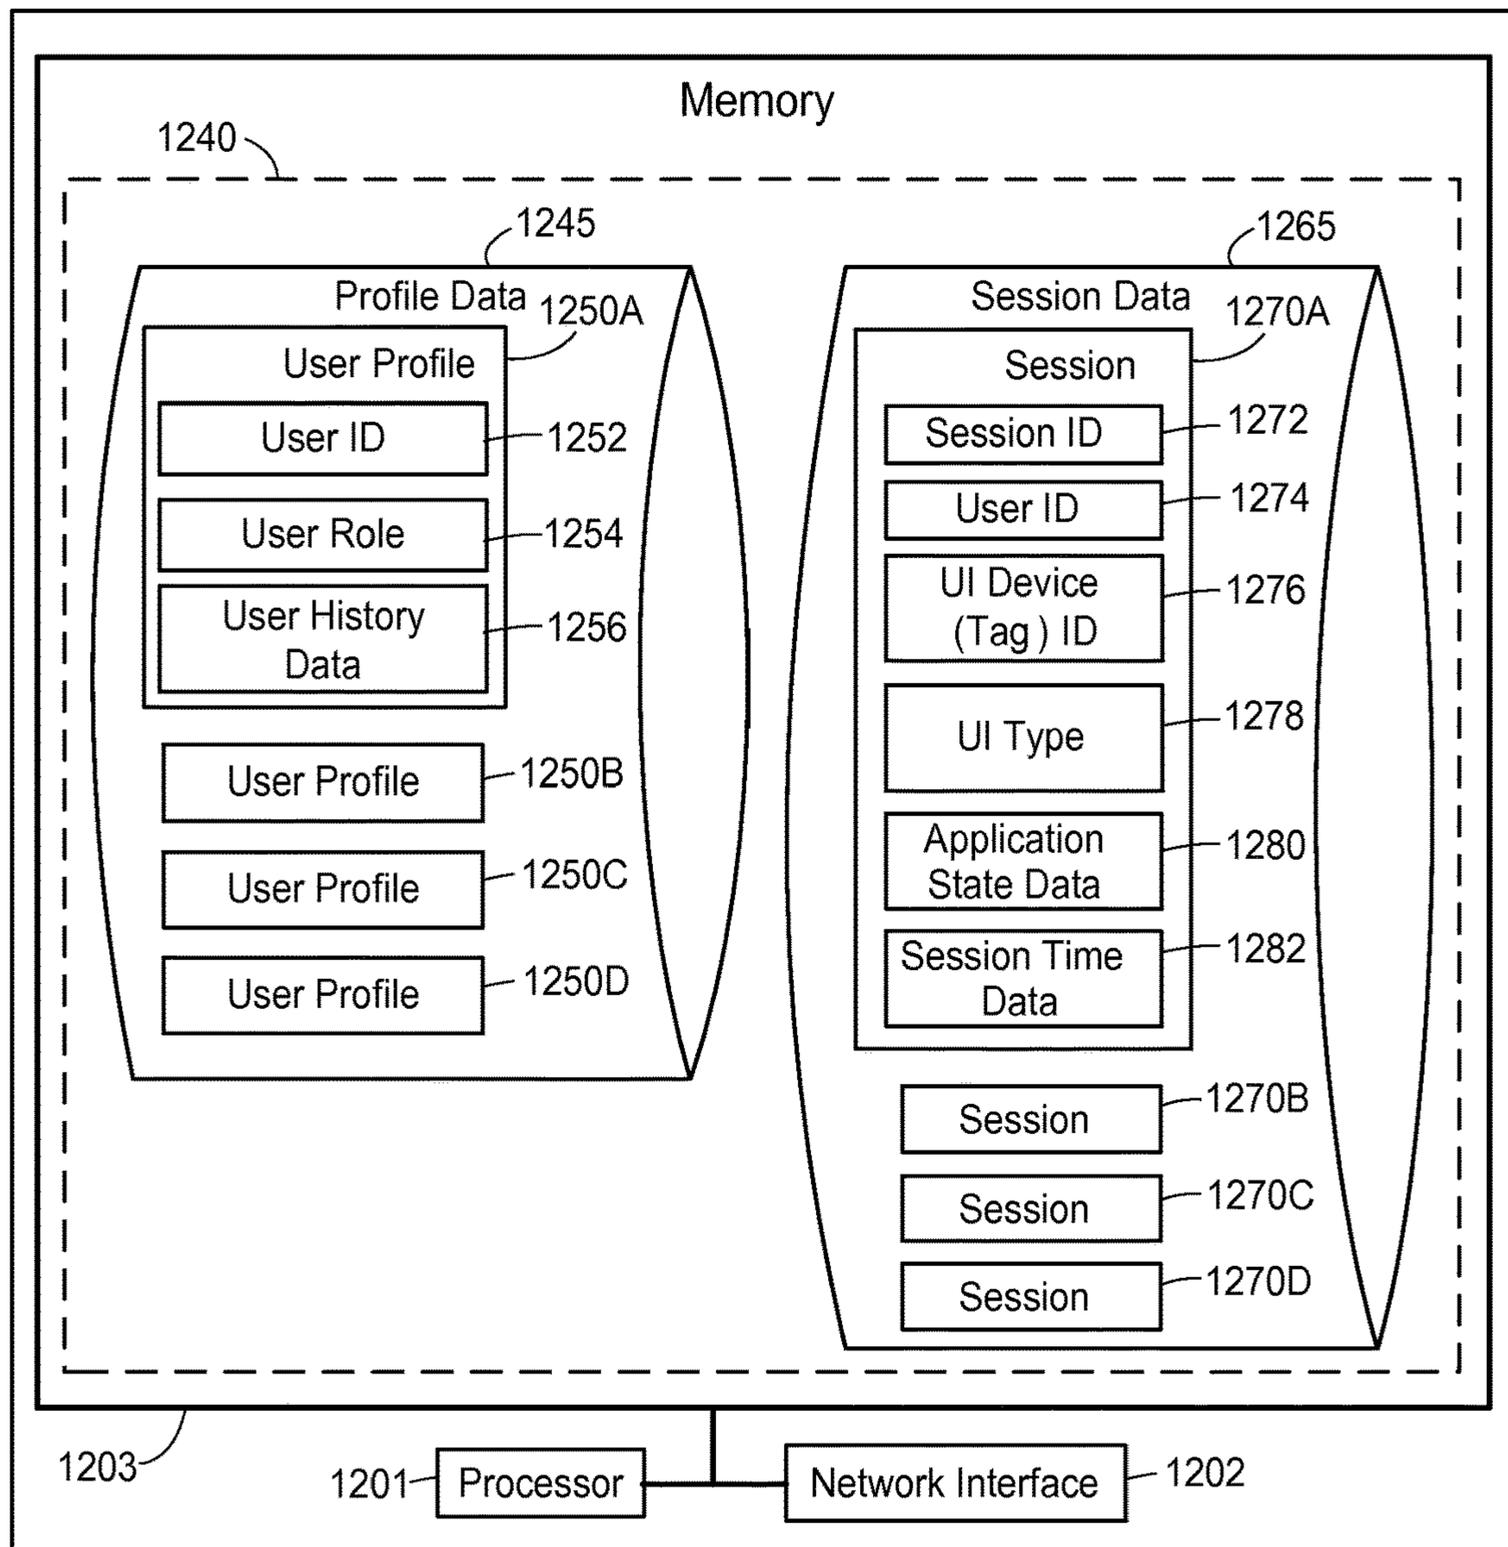 Memory
1240
1245
1265
Profile Data
Session Data
1250A
1270A
User Profile
Session
User ID
1252
Session ID
1272
User ID
1274
User Role
1254
UI Device
(Tag) ID
1276
User History
Data
1256
UI Type
1278
User Profile
1250B
Application
State Data
1280
User Profile
1250C
Session Time
Data
1282
User Profile
1250D
Session
1270B
Session
1270C
Session
1270D
1203
1201
Processor
Network Interface
1202